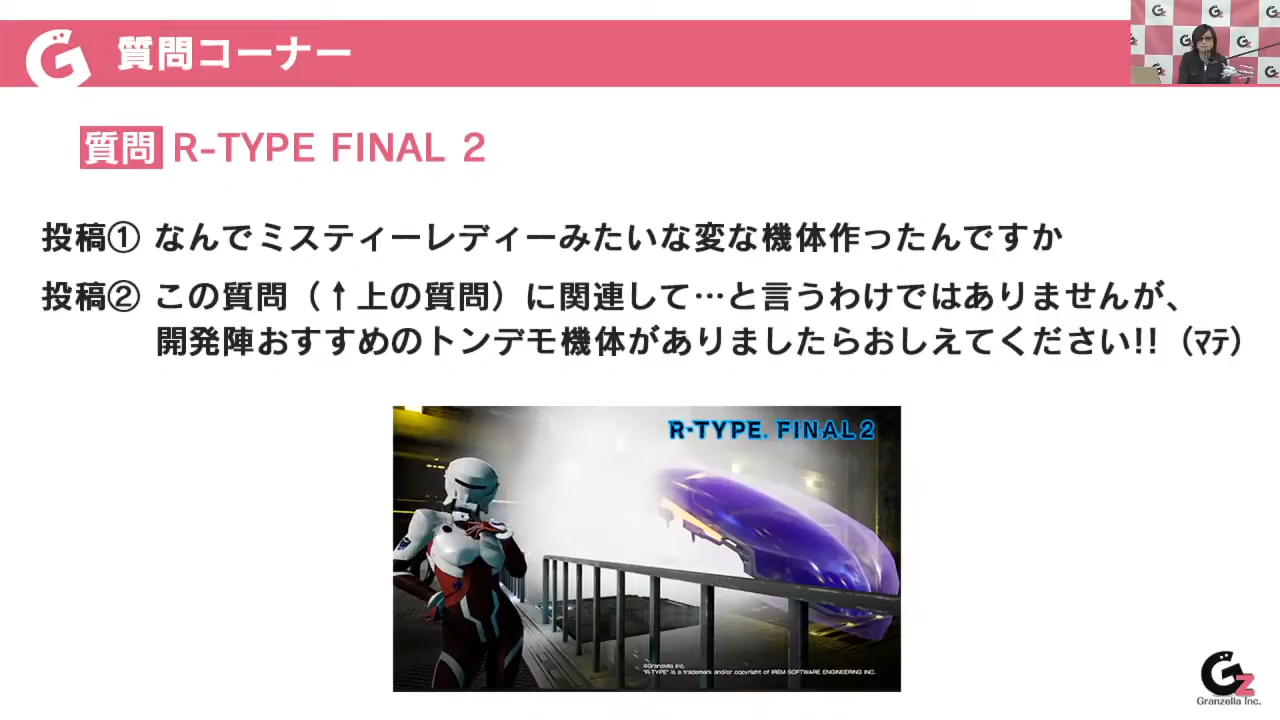 質問コーナー
質問 R-TYPE FINAL 2
投稿① なんでミスティーレディーみたいな変な機体作ったんですか
投稿② この質問（↑上の質問）に関連して…と言うわけではありませんが、
開発陣おすすめのトンデモ機体がありましたらおしえてください!!（ﾏﾃ）
R-TYPE. FINAL 2
©Granzella Inc.
"R-TYPE" is a trademark and/or copyright of IREM SOFTWARE ENGINEERING INC.
Gz
Granzella Inc.